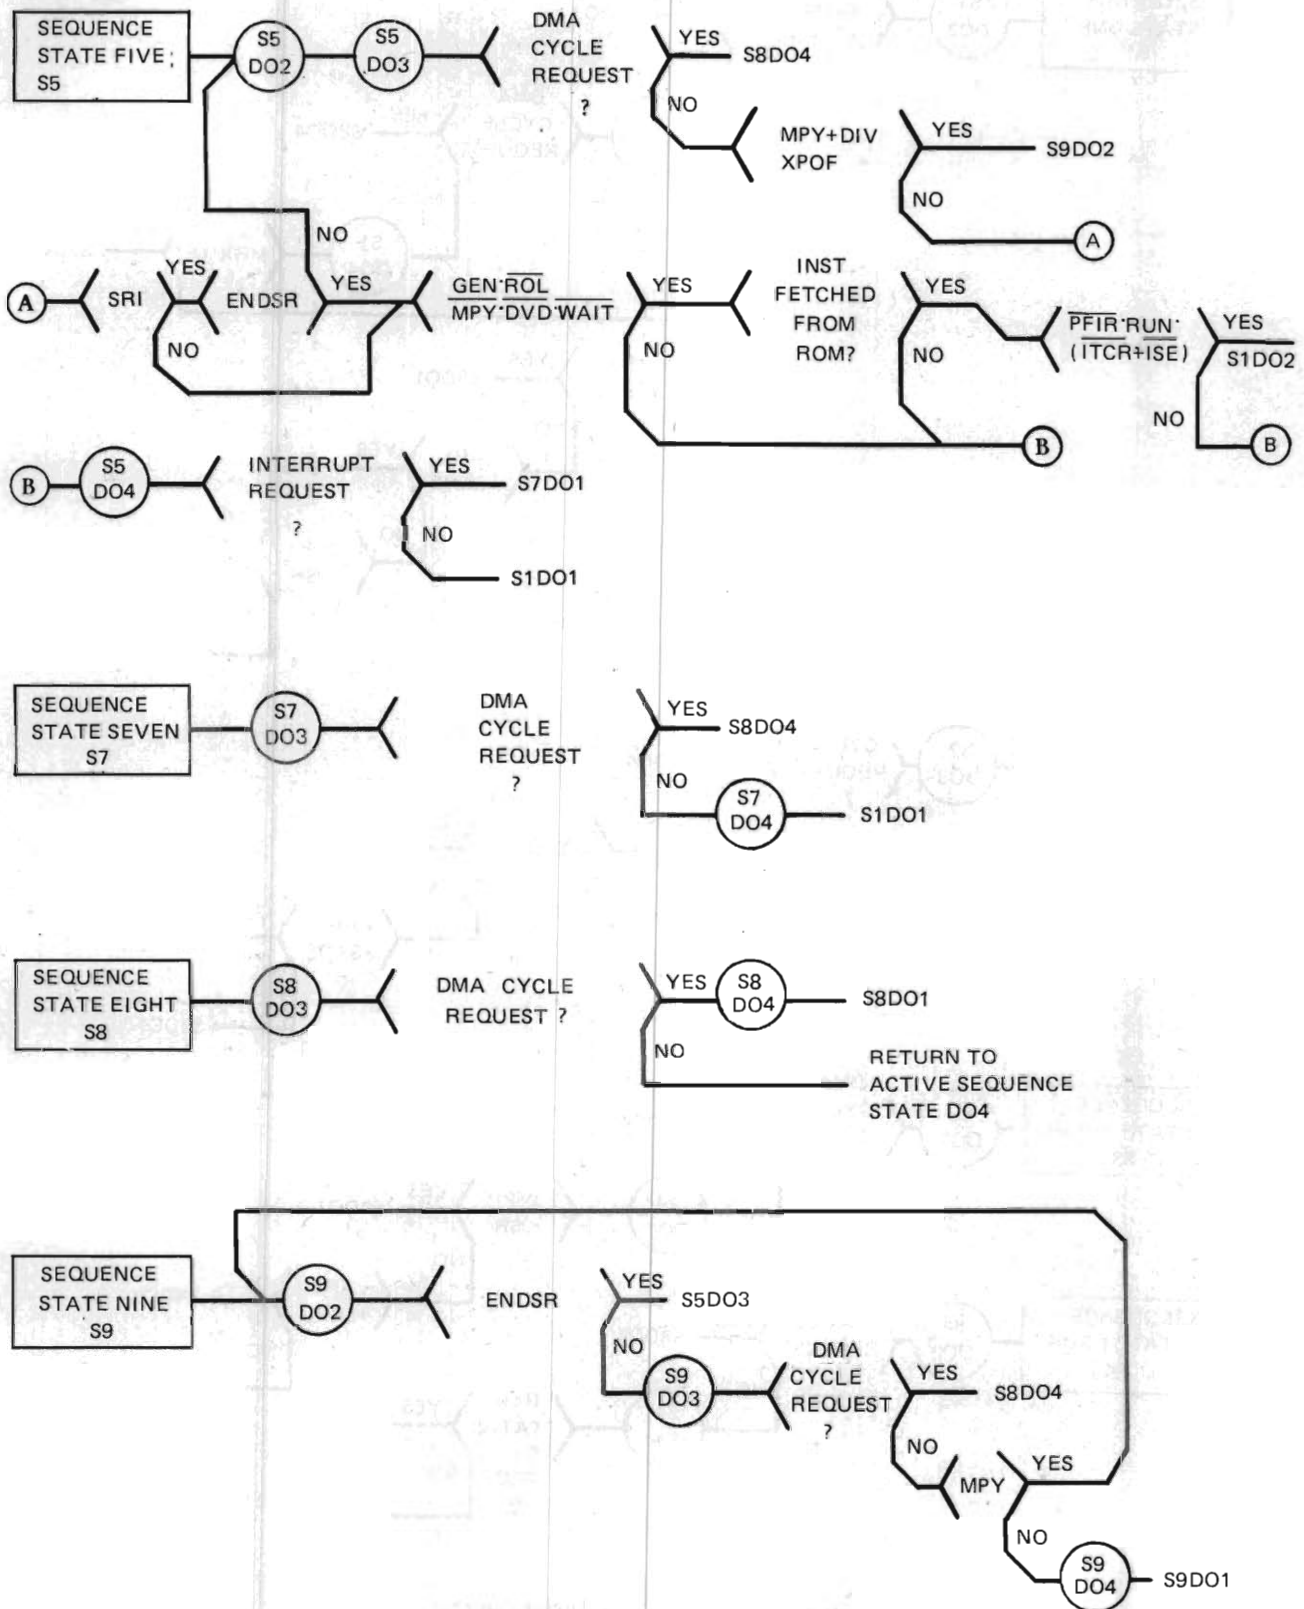 SEQUENCE
STATE FIVE;
S5
S5
DO2
S5
DO3
DMA
CYCLE
REQUEST
?
YES
S8DO4
NO
MPY+DIV
XPOF
YES
S9DO2
NO
A
NO
A
SRI
YES
ENDSR
YES
NO
GEN·ROL
MPY·DVD·WAIT
YES
NO
INST
FETCHED
FROM
ROM?
YES
NO
PFIR·RUN·
(ITCR+ISE)
YES
S1DO2
NO
B
B
B
S5
DO4
INTERRUPT
REQUEST
?
YES
S7DO1
NO
S1DO1
SEQUENCE
STATE SEVEN
S7
S7
DO3
DMA
CYCLE
REQUEST
?
YES
S8DO4
NO
S7
DO4
S1DO1
SEQUENCE
STATE EIGHT
S8
S8
DO3
DMA CYCLE
REQUEST ?
YES
S8
DO4
S8DO1
NO
RETURN TO
ACTIVE SEQUENCE
STATE DO4
SEQUENCE
STATE NINE
S9
S9
DO2
ENDSR
YES
S5DO3
NO
S9
DO3
DMA
CYCLE
REQUEST
?
YES
S8DO4
NO
MPY
YES
NO
S9
DO4
S9DO1